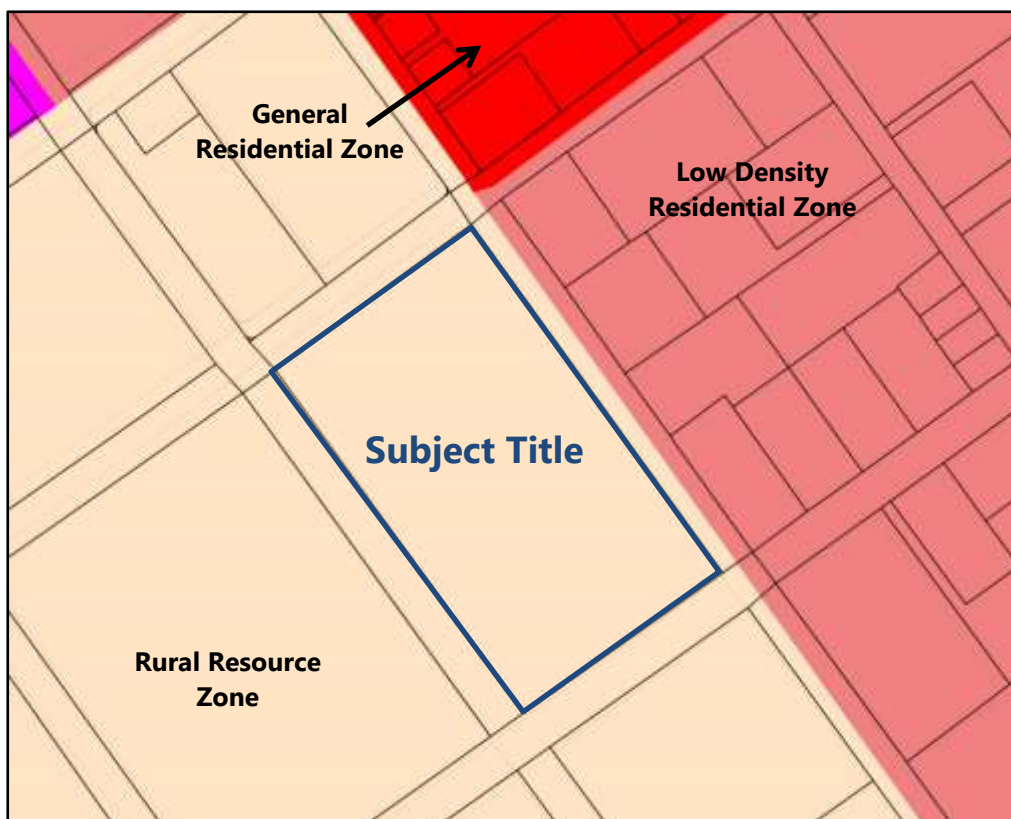 General
Residential Zone
Low Density
Residential Zone
Subject Title
Rural Resource
Zone